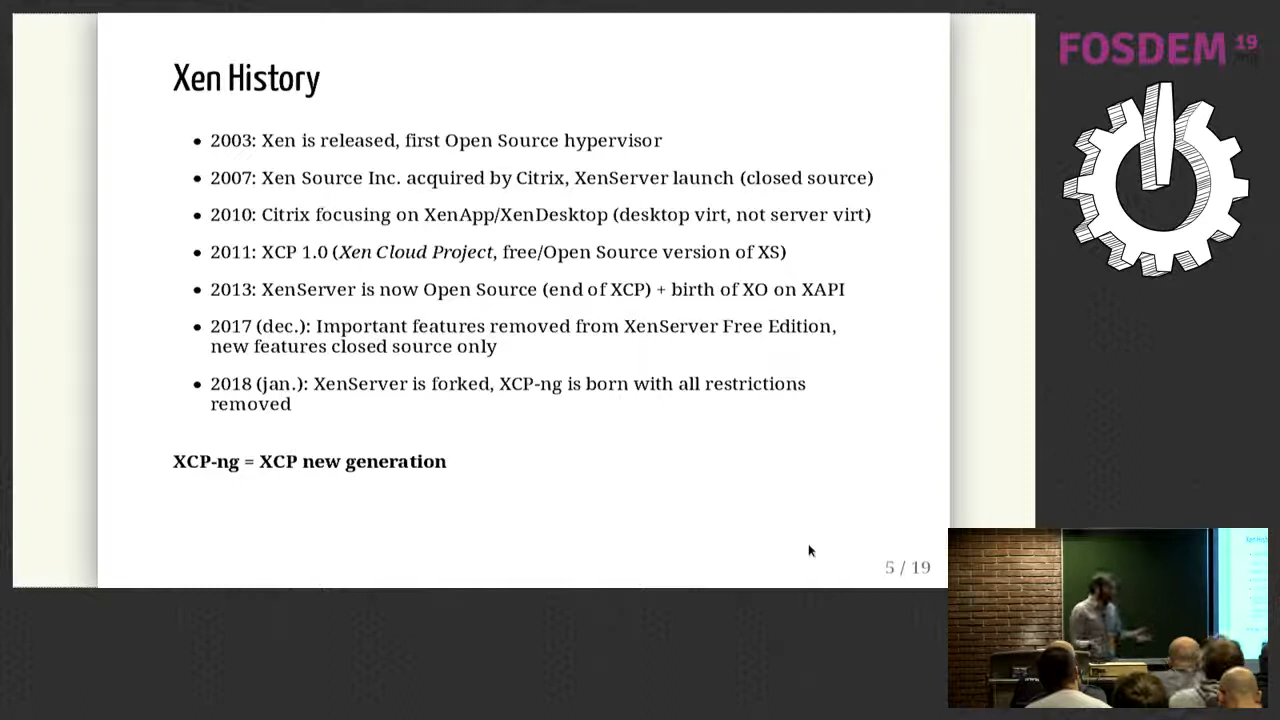 Xen History
• 2003: Xen is released, first Open Source hypervisor
• 2007: Xen Source Inc. acquired by Citrix, XenServer launch (closed source)
• 2010: Citrix focusing on XenApp/XenDesktop (desktop virt, not server virt)
• 2011: XCP 1.0 (Xen Cloud Project, free/Open Source version of XS)
• 2013: XenServer is now Open Source (end of XCP) + birth of XO on XAPI
• 2017 (dec.): Important features removed from XenServer Free Edition,
new features closed source only
• 2018 (jan.): XenServer is forked, XCP-ng is born with all restrictions
removed
XCP-ng = XCP new generation
5 / 19
FOSDEM 19